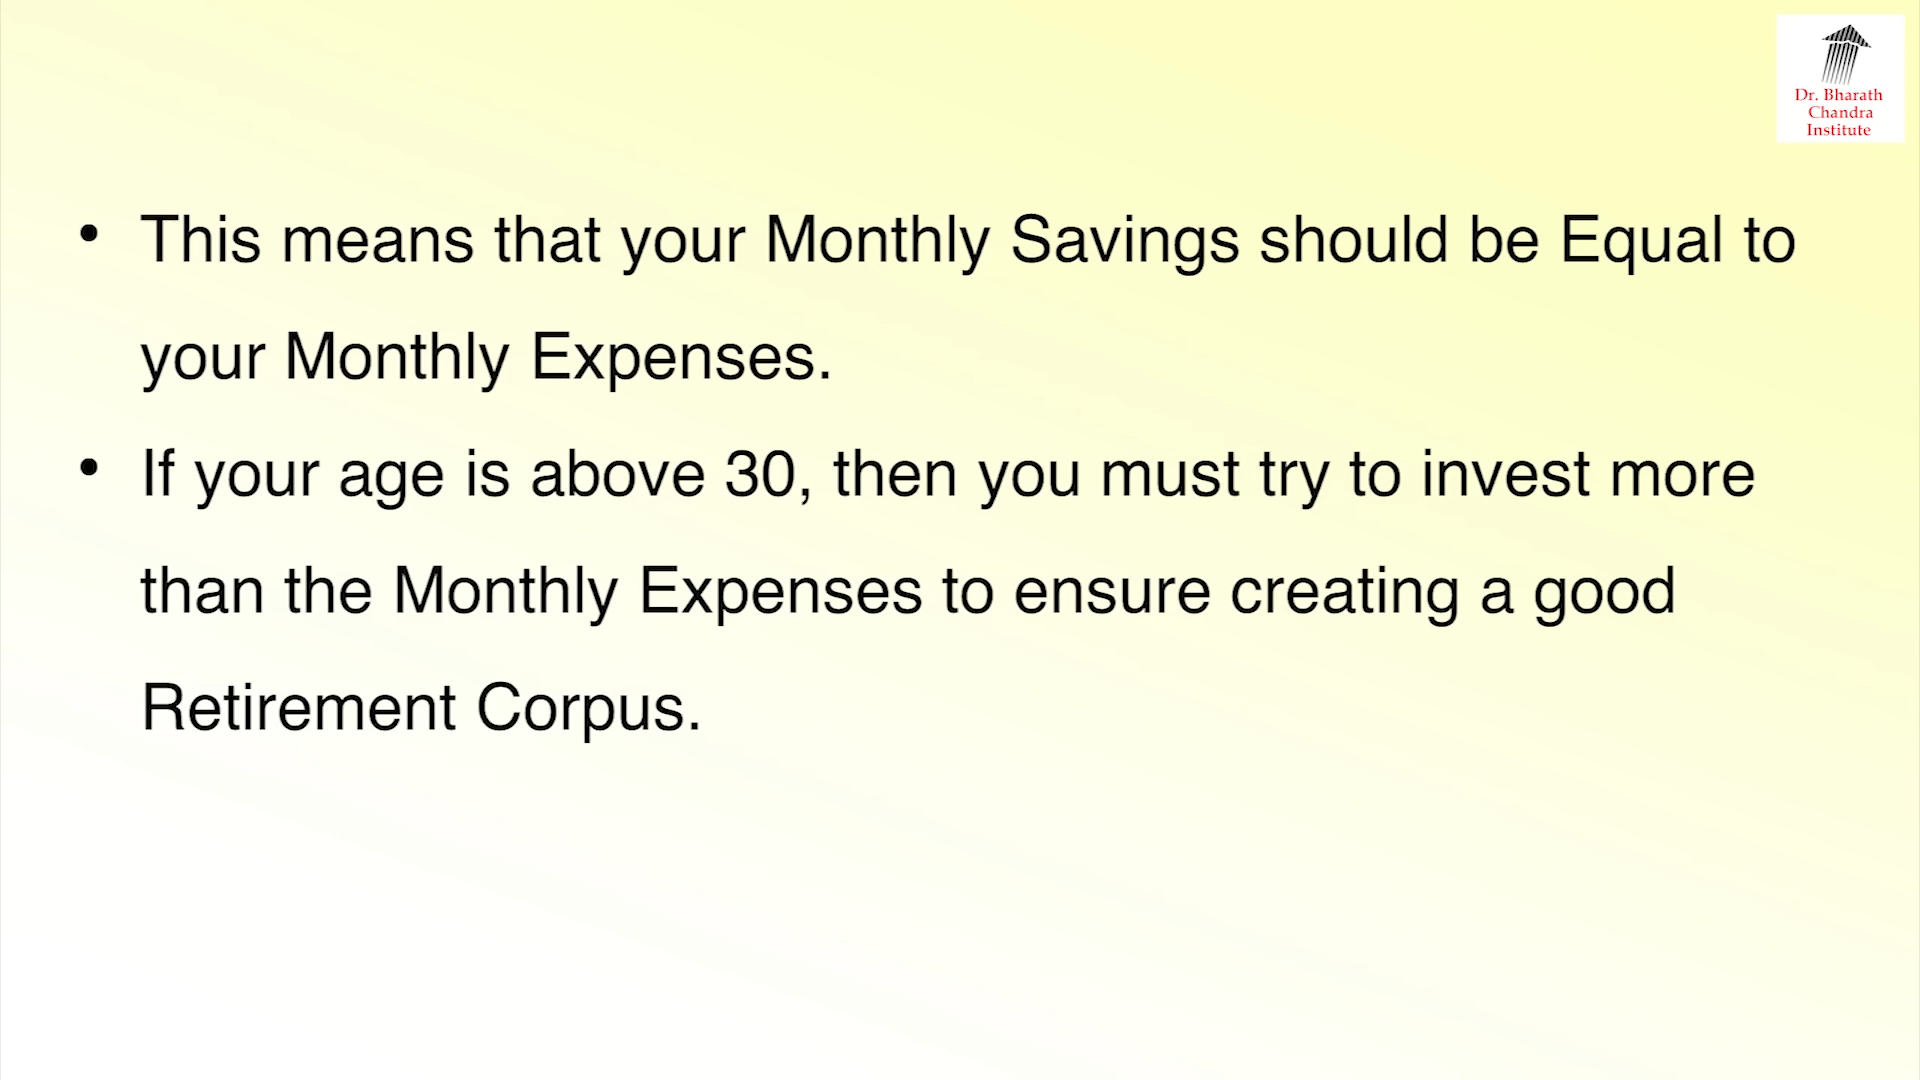 Dr. Bharath
Chandra
Institute
• This means that your Monthly Savings should be Equal to
your Monthly Expenses.
• If your age is above 30, then you must try to invest more
than the Monthly Expenses to ensure creating a good
Retirement Corpus.